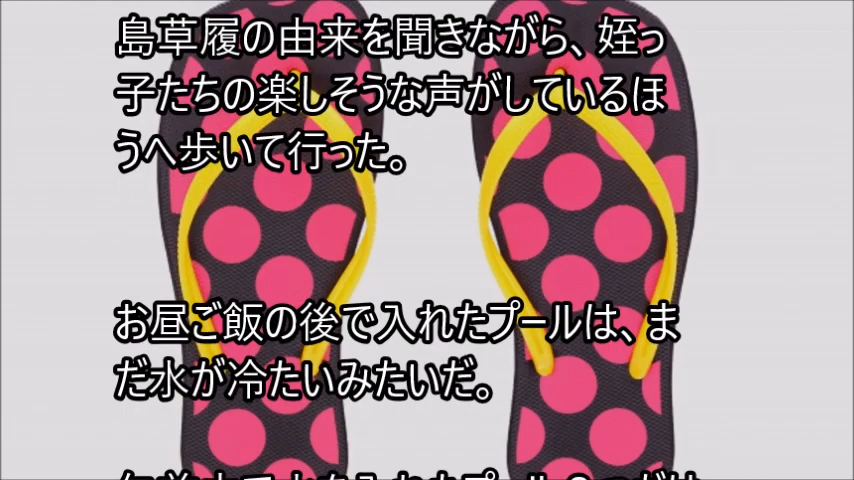 島草履の由来を聞きながら、姪っ
子たちの楽しそうな声がしているほ
うへ歩いて行った。
お昼ご飯の後で入れたプールは、ま
だ水が冷たいみたいだ。